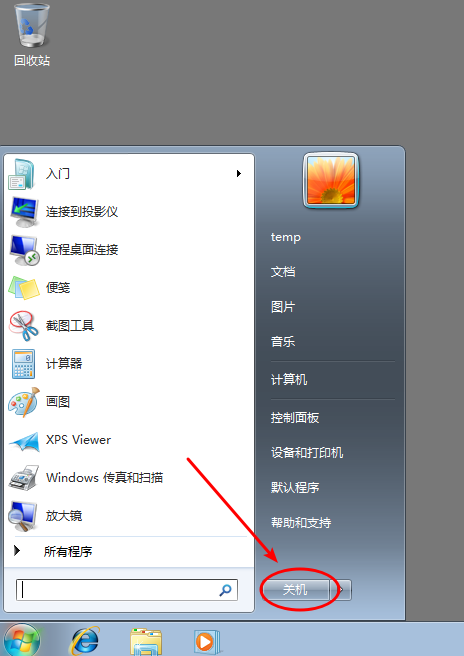 回收站
入门
连接到投影仪
远程桌面连接
便笺
截图工具
计算器
画图
XPS Viewer
Windows 传真和扫描
放大镜
所有程序
temp
文档
图片
音乐
计算机
控制面板
设备和打印机
默认程序
帮助和支持
关机